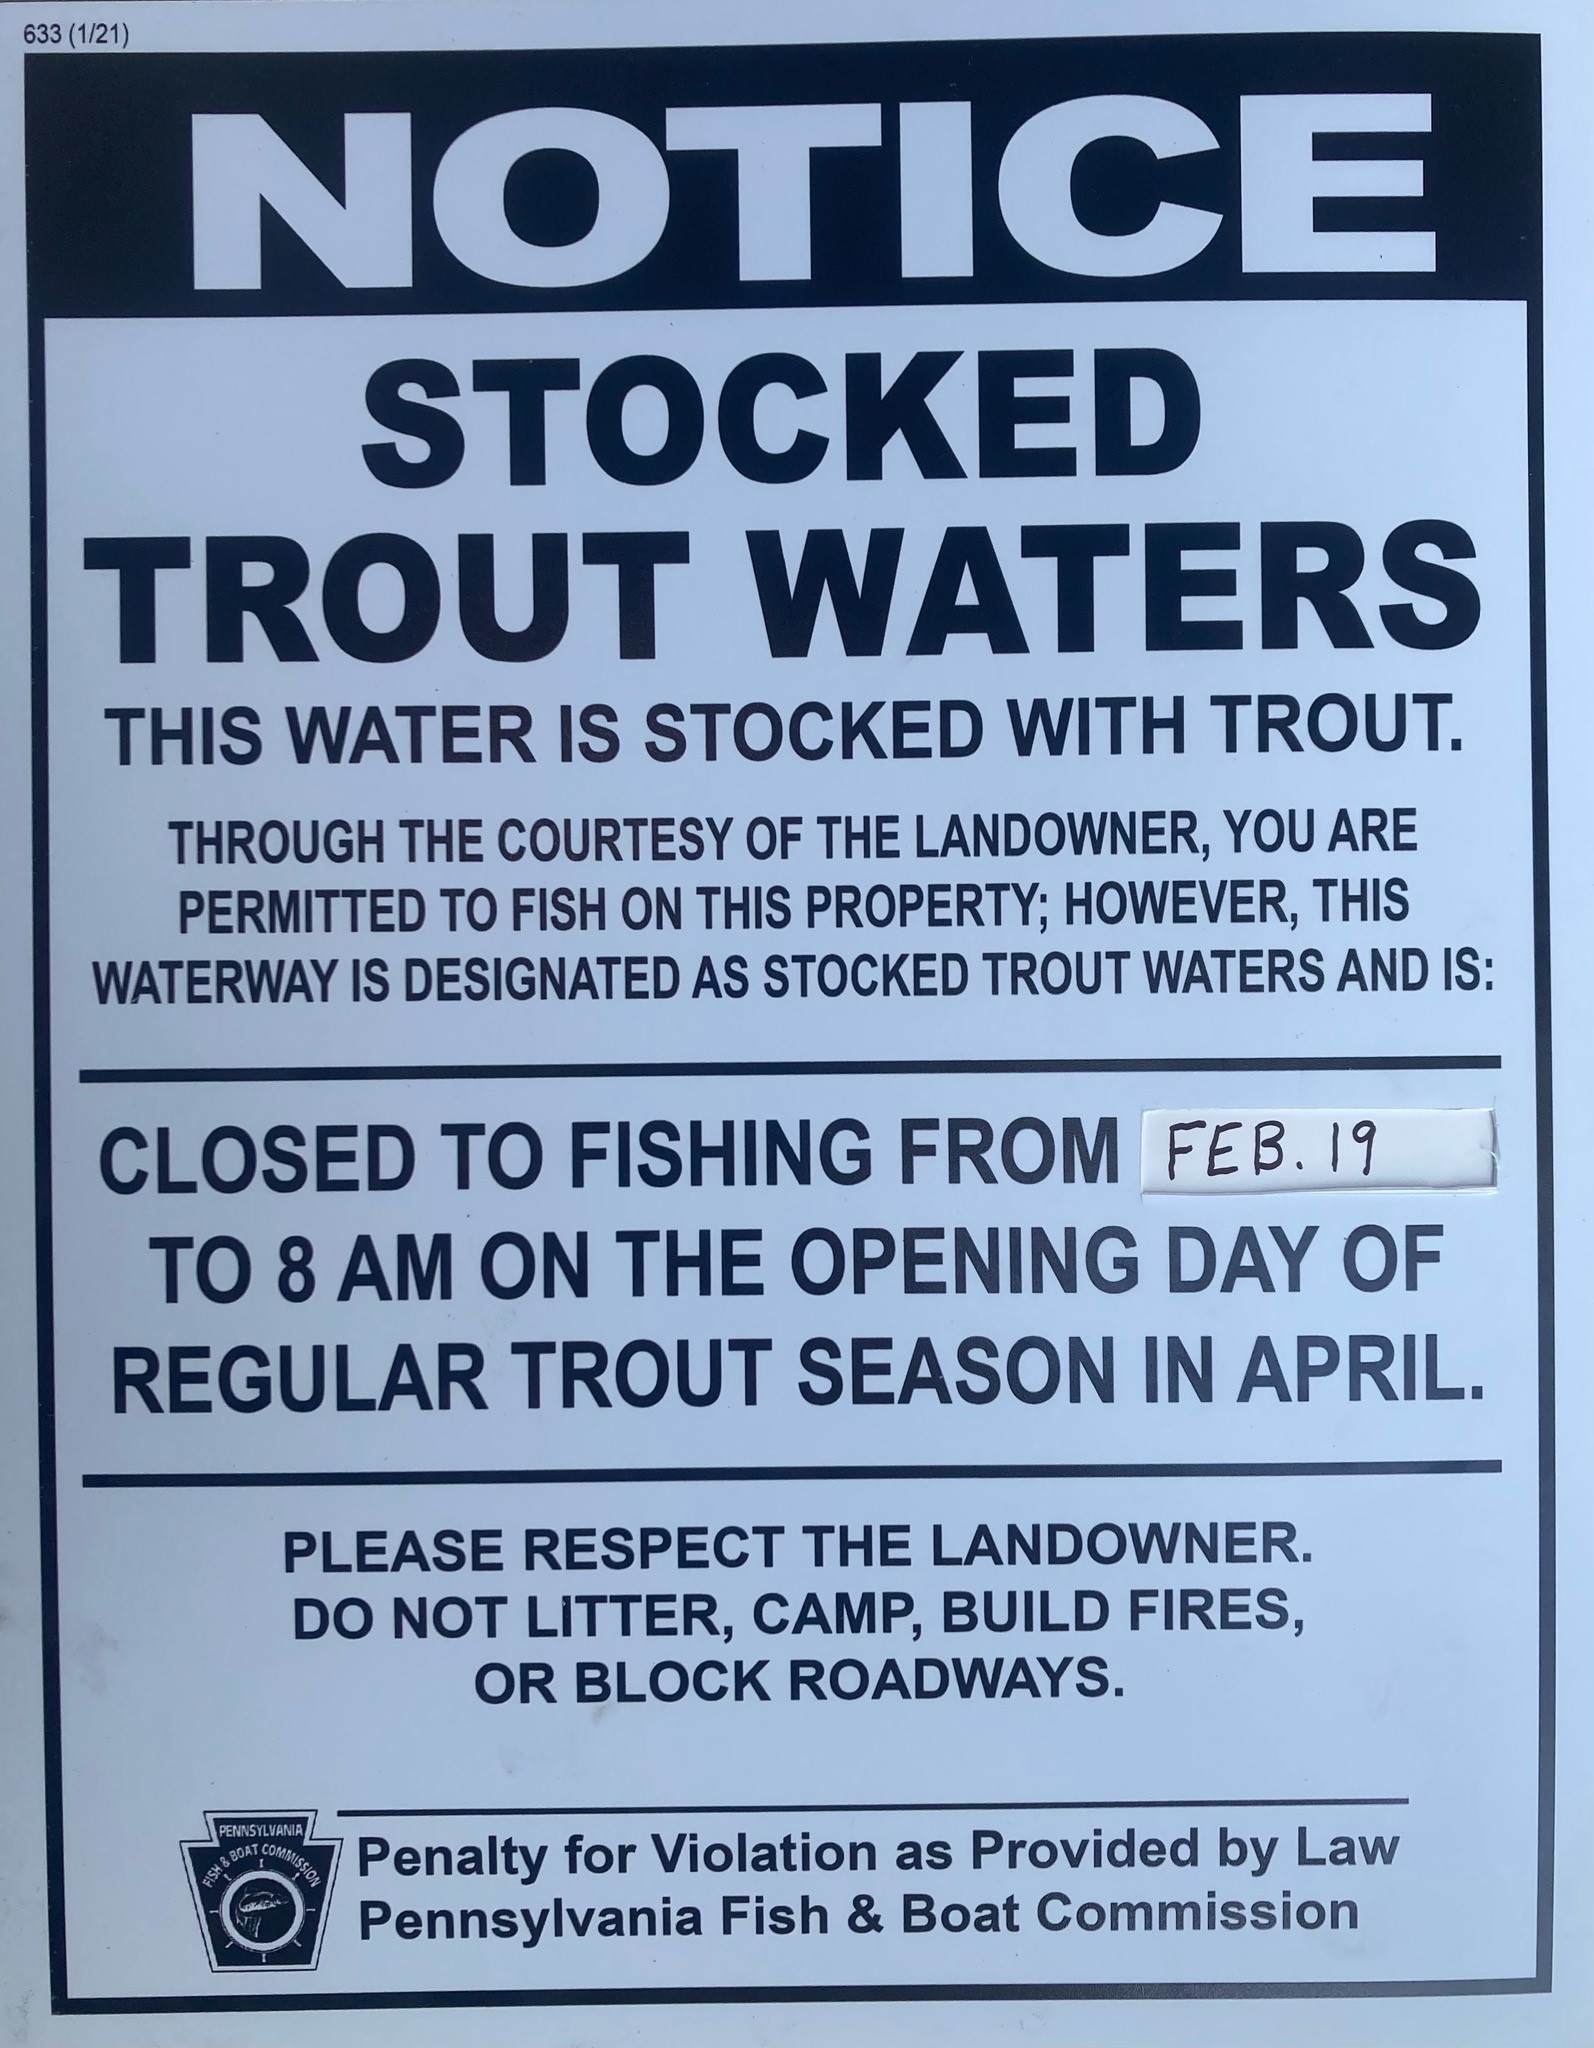 633 (1/21)
NOTICE
STOCKED
TROUT WATERS
THIS WATER IS STOCKED WITH TROUT.
THROUGH THE COURTESY OF THE LANDOWNER, YOU ARE
PERMITTED TO FISH ON THIS PROPERTY; HOWEVER, THIS
WATERWAY IS DESIGNATED AS STOCKED TROUT WATERS AND IS:
CLOSED TO FISHING FROM FEB. 19
TO 8 AM ON THE OPENING DAY OF
REGULAR TROUT SEASON IN APRIL.
PLEASE RESPECT THE LANDOWNER.
DO NOT LITTER, CAMP, BUILD FIRES,
OR BLOCK ROADWAYS.
PENNSYLVANIA
FISH & BOAT COMMISSION
Penalty for Violation as Provided by Law
Pennsylvania Fish & Boat Commission